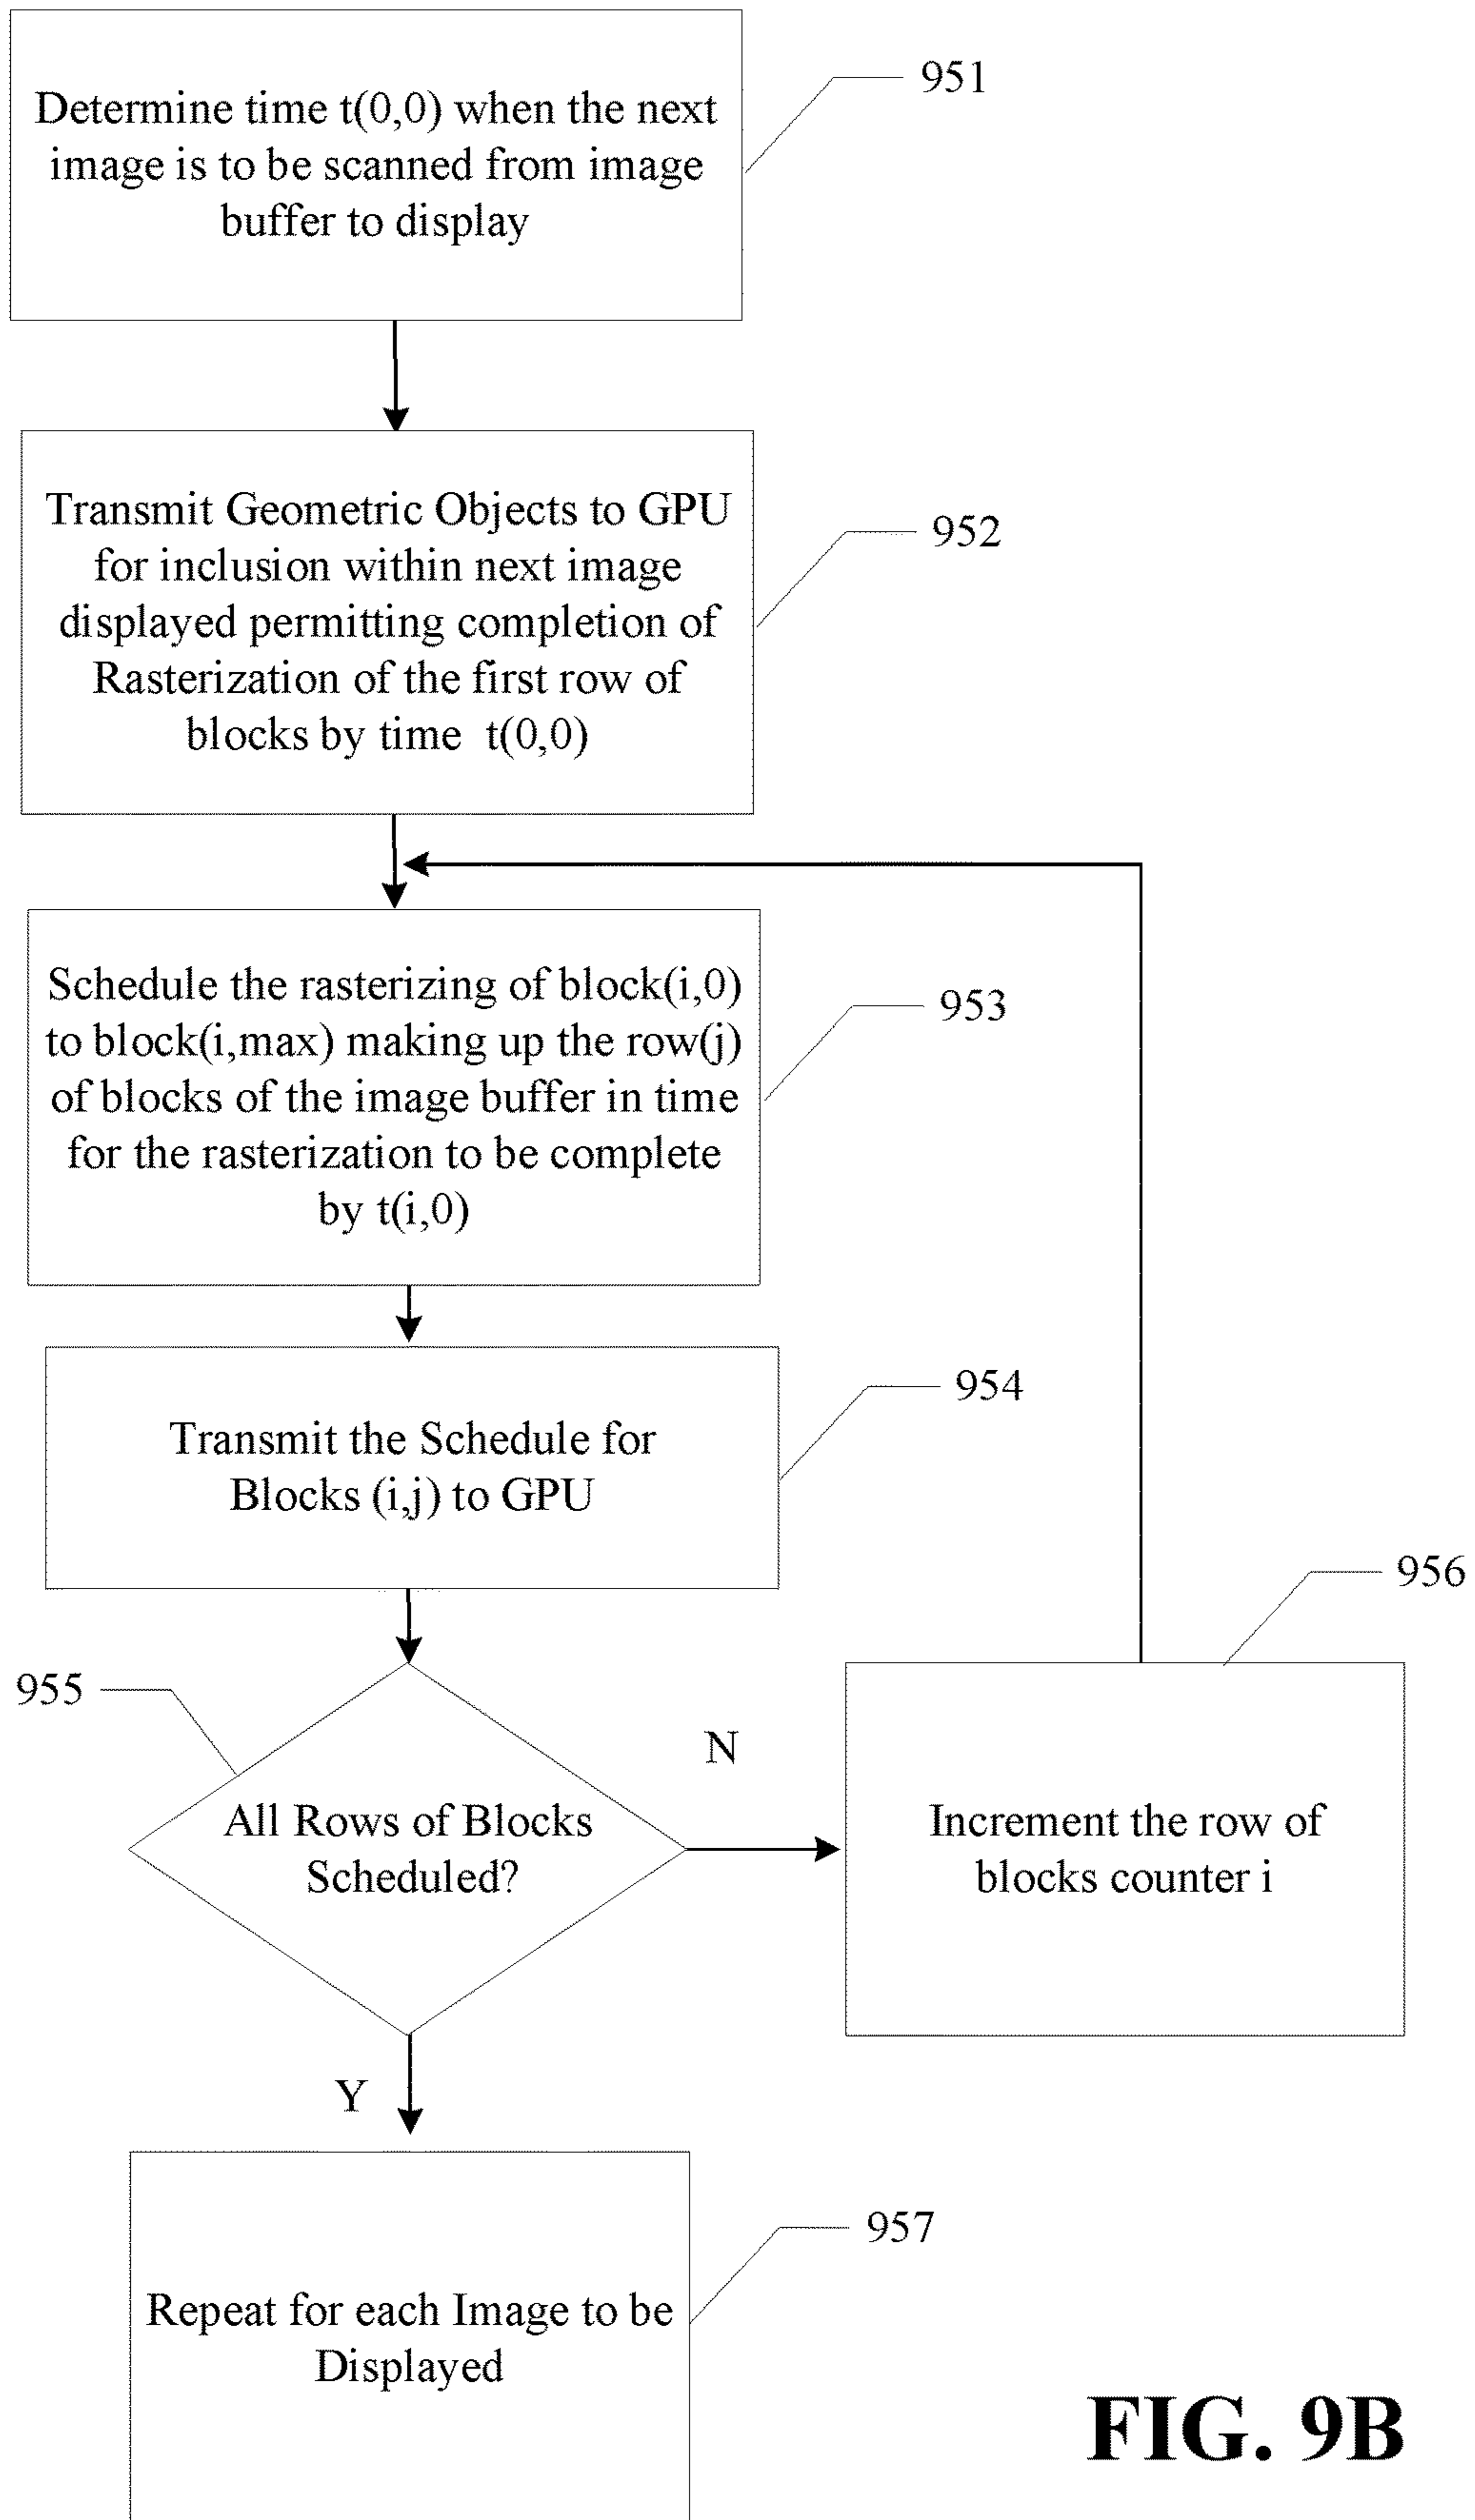 Determine time t(0,0) when the next
image is to be scanned from image
buffer to display
951
Transmit Geometric Objects to GPU
for inclusion within next image
displayed permitting completion of
Rasterization of the first row of
blocks by time t(0,0)
952
Schedule the rasterizing of block(i,0)
to block(i,max) making up the row(j)
of blocks of the image buffer in time
for the rasterization to be complete
by t(i,0)
953
Transmit the Schedule for
Blocks (i,j) to GPU
954
955
All Rows of Blocks
Scheduled?
N
956
Increment the row of
blocks counter i
Y
957
Repeat for each Image to be
Displayed
FIG. 9B